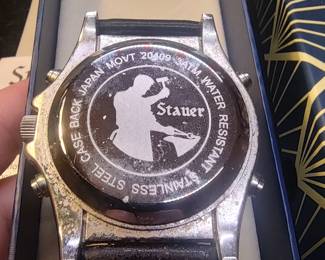 JAPAN MOVT 20409 3ATM WATER RESISTANT
STAINLESS STEEL CASE BACK
Stauer